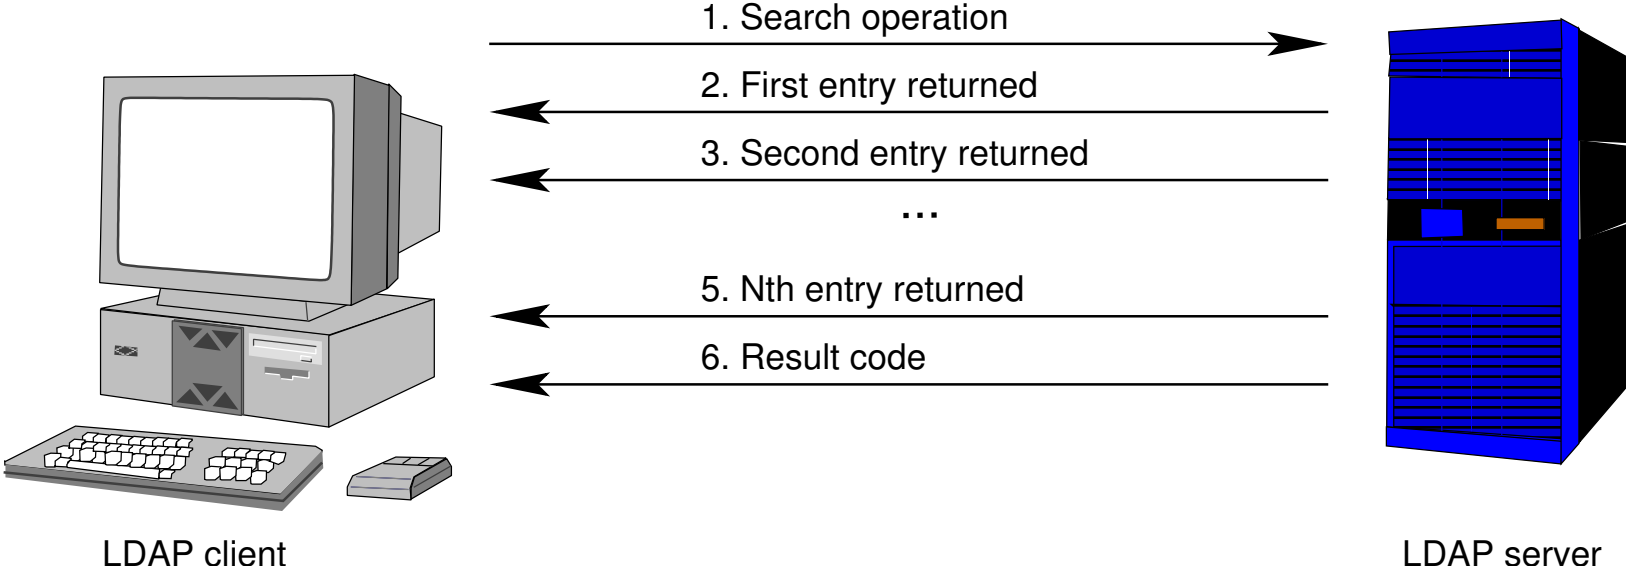 1. Search operation
2. First entry returned
3. Second entry returned
...
5. Nth entry returned
6. Result code
LDAP client
LDAP server